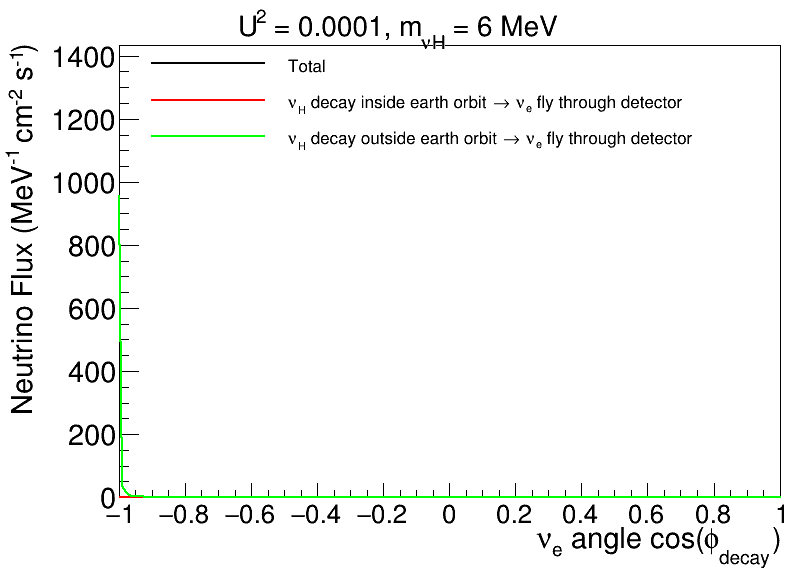 U² = 0.0001, m_νH = 6 MeV
Neutrino Flux (MeV⁻¹ cm⁻² s⁻¹)
Total
ν_H decay inside earth orbit → ν_e fly through detector
ν_H decay outside earth orbit → ν_e fly through detector
1400
1200
1000
800
600
400
200
0
−1 −0.8 −0.6 −0.4 −0.2 0 0.2 0.4 0.6 0.8 1
ν_e angle cos(ϕ_decay)